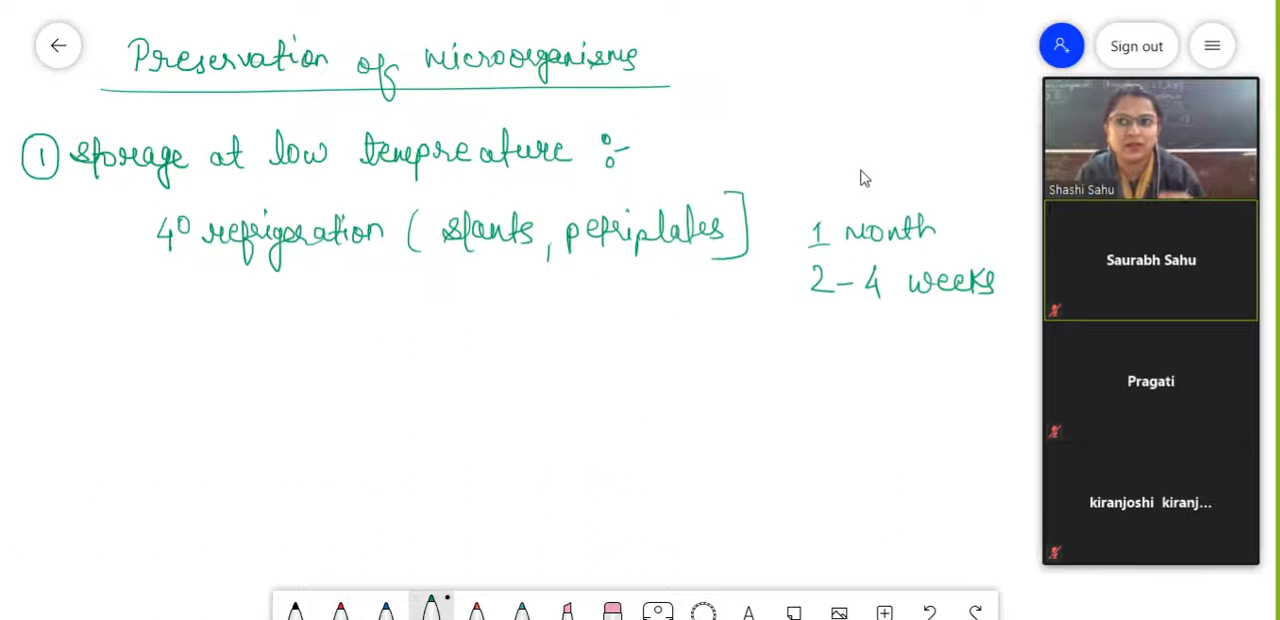 Preservation of microorganisms
Sign out
① Storage at low tempreature :-
4° refrigeration ( slants, petriplates ]
1 month
2-4 weeks
Shashi Sahu
Saurabh Sahu
Pragati
kiranjoshi kiranj...
A